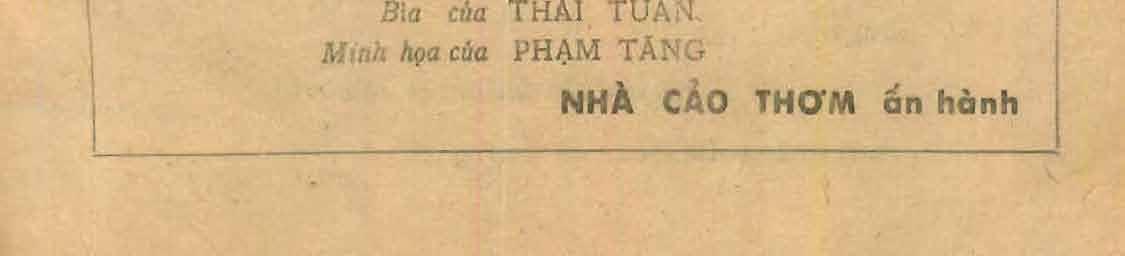 Bìa của THÁI TUẤN
Minh họa của PHẠM TĂNG
NHÀ CẢO THƠM ấn hành